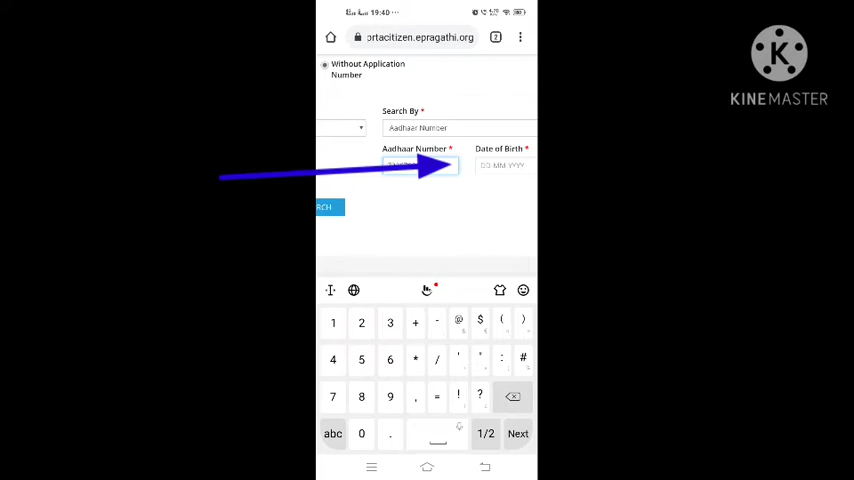 19:40 ...
prtacitizen.epragathi.org
2
Without Application
Number
Search By *
Aadhaar Number
Aadhaar Number *
Date of Birth *
DD-MM-YYYY
RCH
KINEMASTER
1 2 3 + - @ $ ( )
4 5 6 * / ' " : #
7 8 9 , = ! ?
abc 0 . 1/2 Next